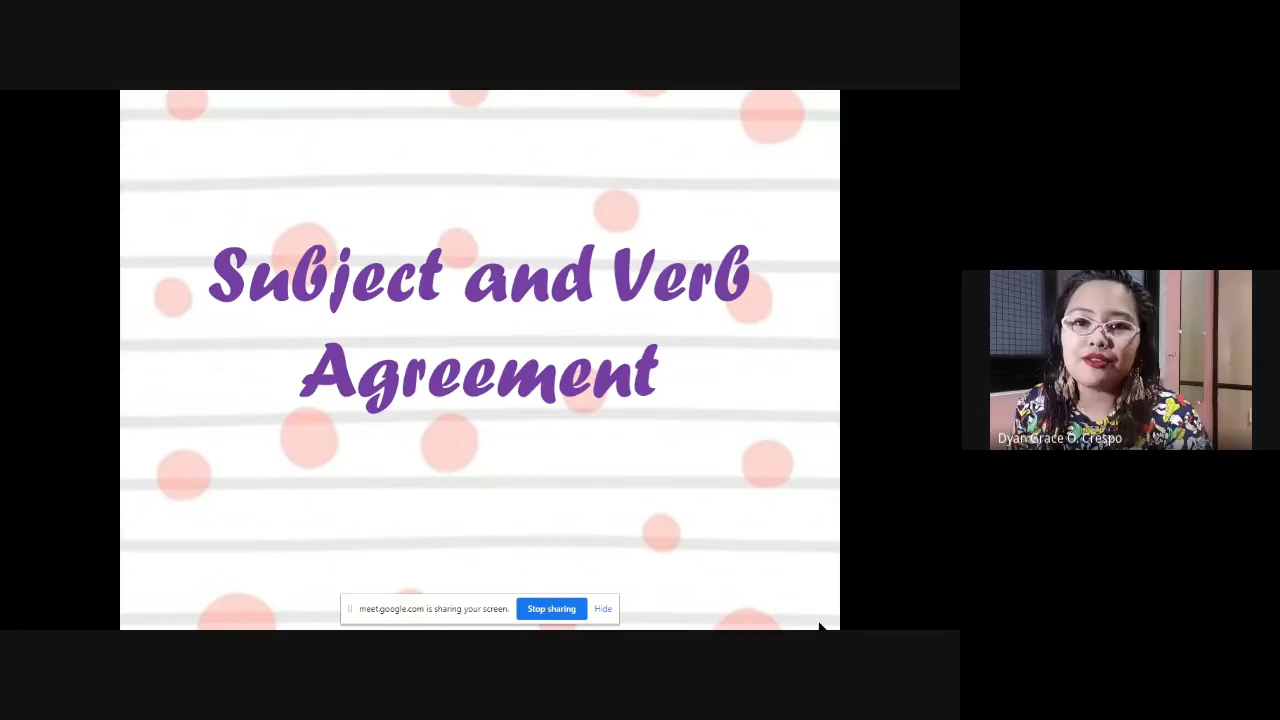 Subject and Verb
Agreement
Dyan Grace O. Crespo
meet.google.com is sharing your screen.
Stop sharing
Hide